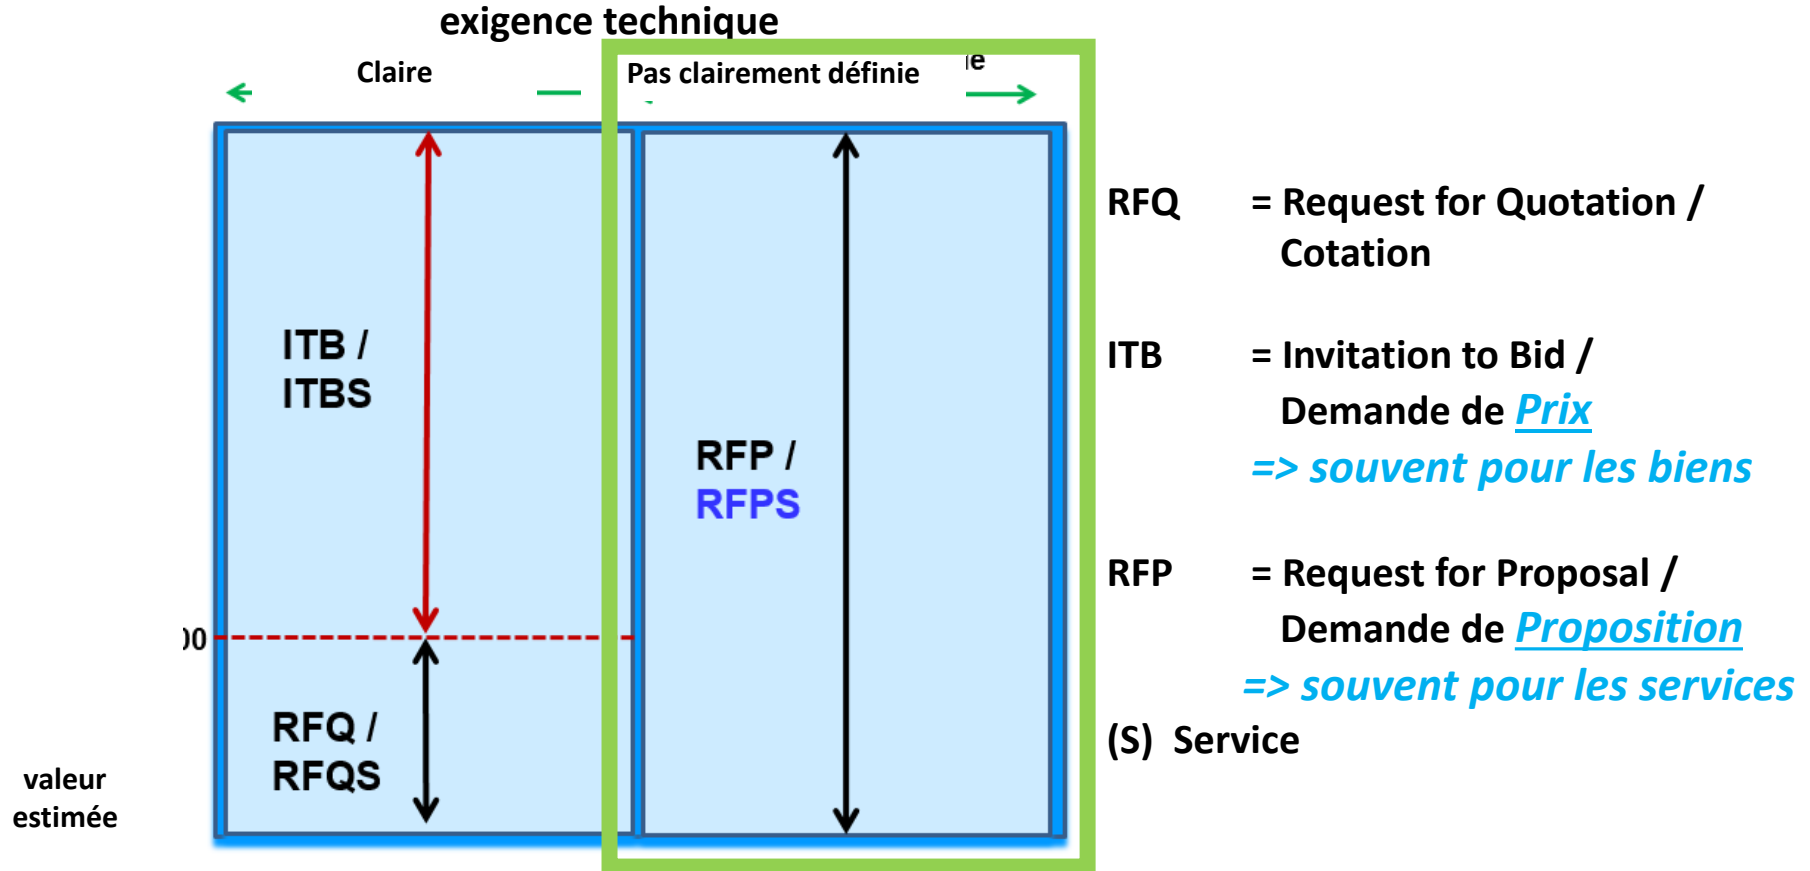 exigence technique
Claire
Pas clairement définie
ITB /
ITBS
RFP /
RFPS
RFQ /
RFQS
valeur
estimée
RFQ = Request for Quotation /
Cotation
ITB = Invitation to Bid /
Demande de Prix
=> souvent pour les biens
RFP = Request for Proposal /
Demande de Proposition
=> souvent pour les services
(S) Service